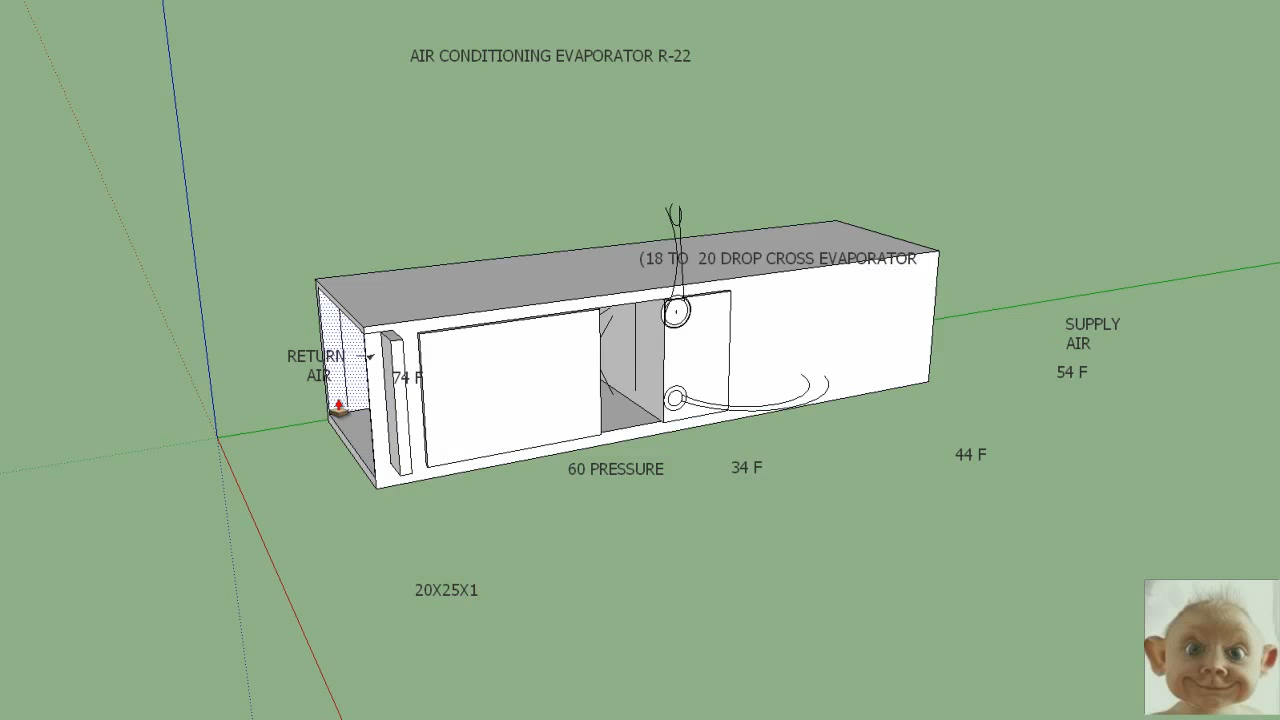 AIR CONDITIONING EVAPORATOR R-22
(18 TO  20 DROP CROSS EVAPORATOR
SUPPLY
AIR
RETURN
AIR
74 F
54 F
44 F
60 PRESSURE
34 F
20X25X1